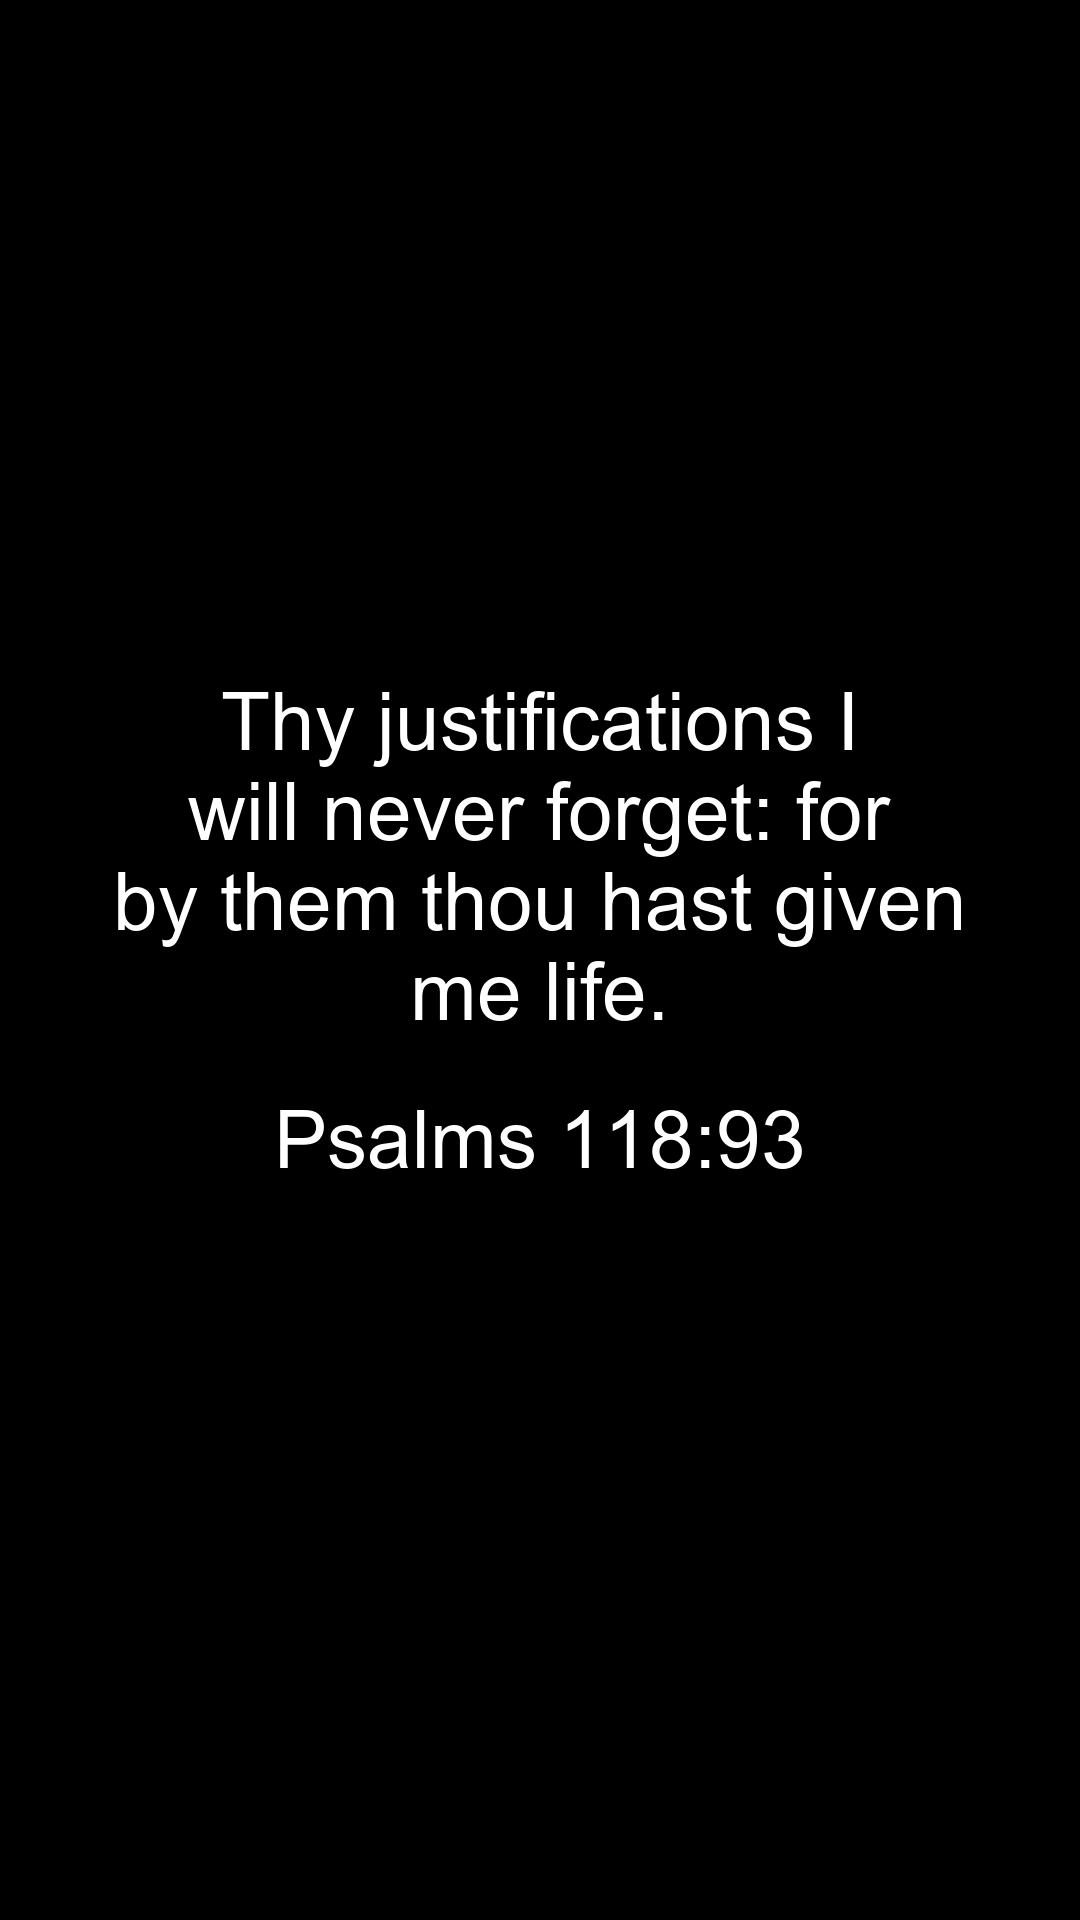 Thy justifications I
will never forget: for
by them thou hast given
me life.
Psalms 118:93